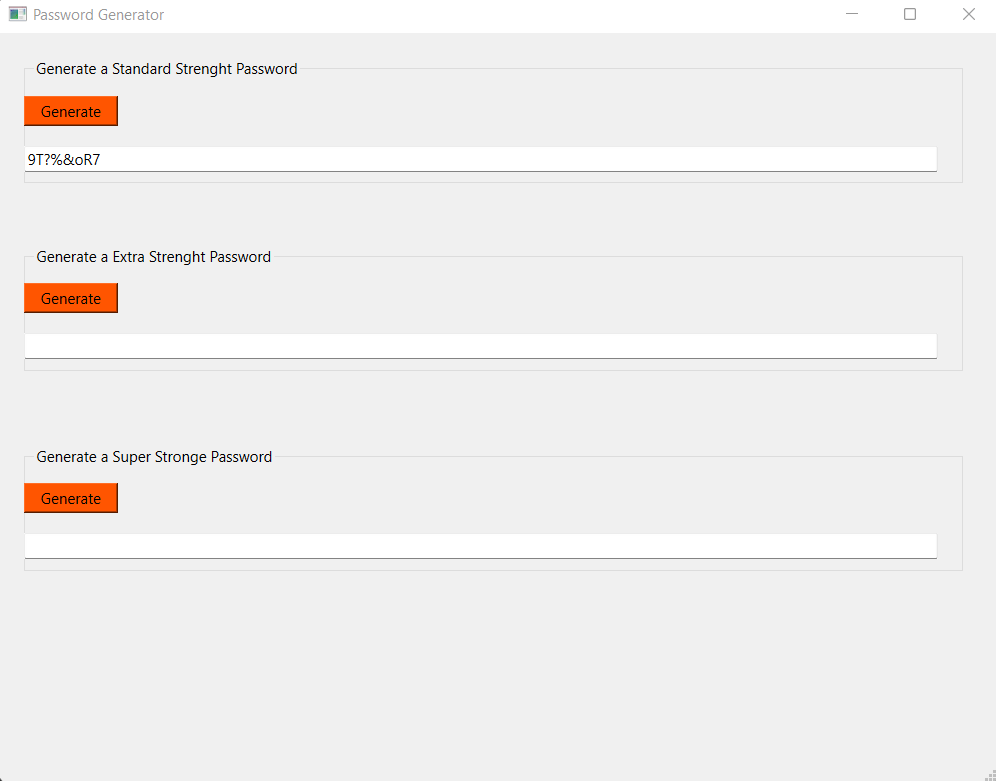 Password Generator
Generate a Standard Strenght Password
Generate
9T?%&oR7
Generate a Extra Strenght Password
Generate
Generate a Super Stronge Password
Generate